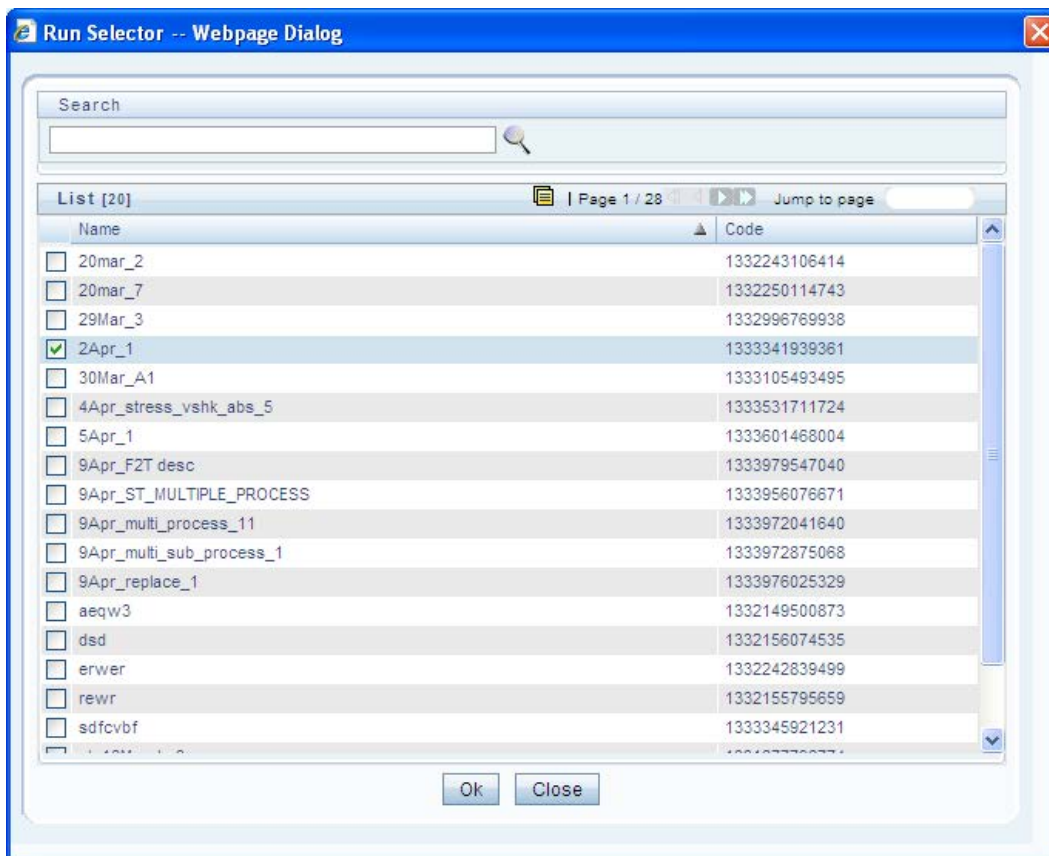 Run Selector -- Webpage Dialog
Search
List [20] | Page 1 / 28 Jump to page
Name Code
20mar_2 1332243106414
20mar_7 1332250114743
29Mar_3 1332996769938
2Apr_1 1333341939361
30Mar_A1 1333105493495
4Apr_stress_vshk_abs_5 1333531711724
5Apr_1 1333601468004
9Apr_F2T desc 1333979547040
9Apr_ST_MULTIPLE_PROCESS 1333956076671
9Apr_multi_process_11 1333972041640
9Apr_multi_sub_process_1 1333972875068
9Apr_replace_1 1333976025329
aeqw3 1332149500873
dsd 1332156074535
erwer 1332242839499
rewr 1332155795659
sdfcvbf 1333345921231
Ok Close